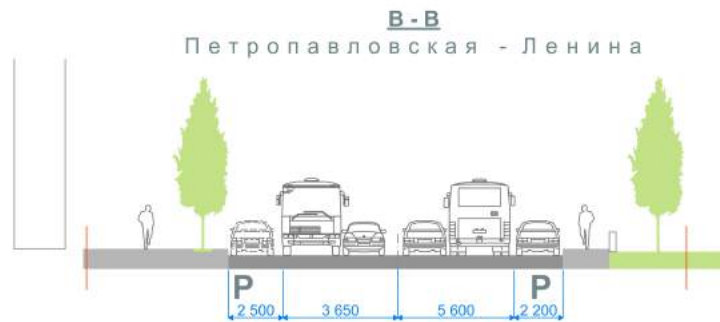 В - В
Петропавловская - Ленина
Р Р
2 500 3 650 5 600 2 200